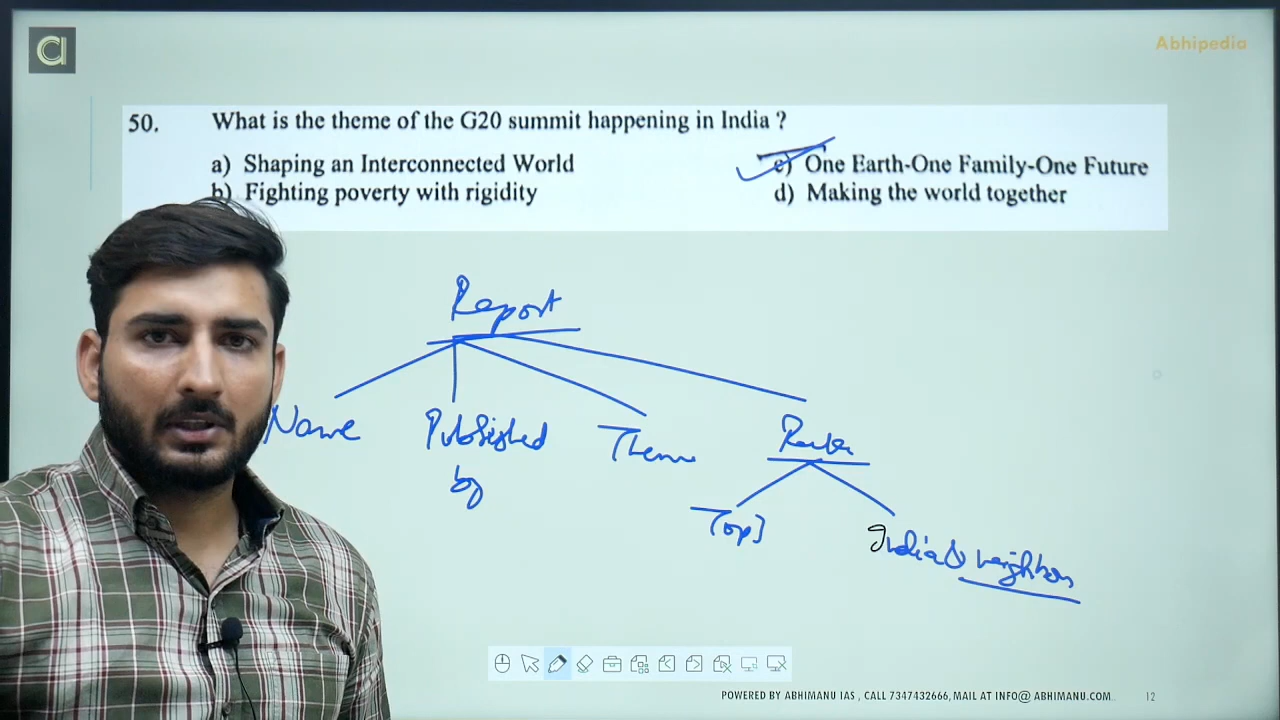 Abhipedia
50. What is the theme of the G20 summit happening in India ?
a) Shaping an Interconnected World
c) One Earth-One Family-One Future
b) Fighting poverty with rigidity
d) Making the world together
Report
Name
Published
by
Theme
Top 3
India & neighbors
POWERED BY ABHIMANU IAS , CALL 7347432666, MAIL AT INFO@ ABHIMANU.COM
12